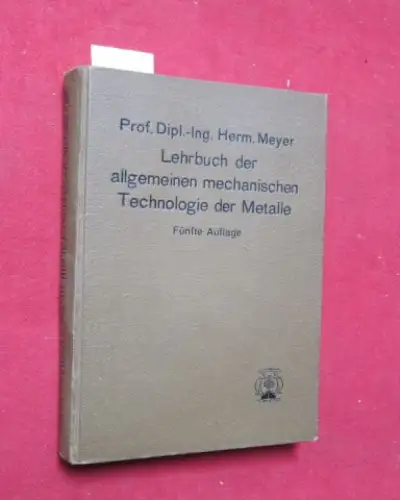 Prof. Dipl.-Ing. Herm. Meyer
Lehrbuch der
allgemeinen mechanischen
Technologie der Metalle
Fünfte Auflage